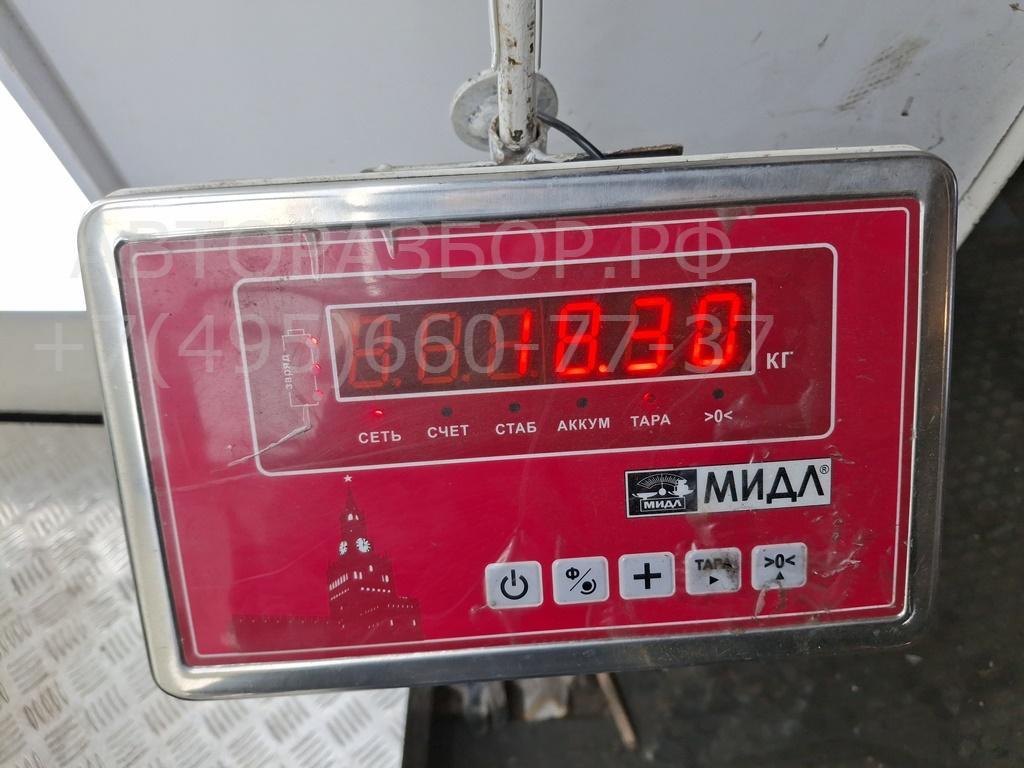 АВТОРАЗБОР.РФ
+7(495)660-77-37
заряд
18.30
КГ
СЕТЬ СЧЕТ СТАБ АККУМ ТАРА >0<
МИДЛ
МИДЛ®
Ф/
+
ТАРА
>0<